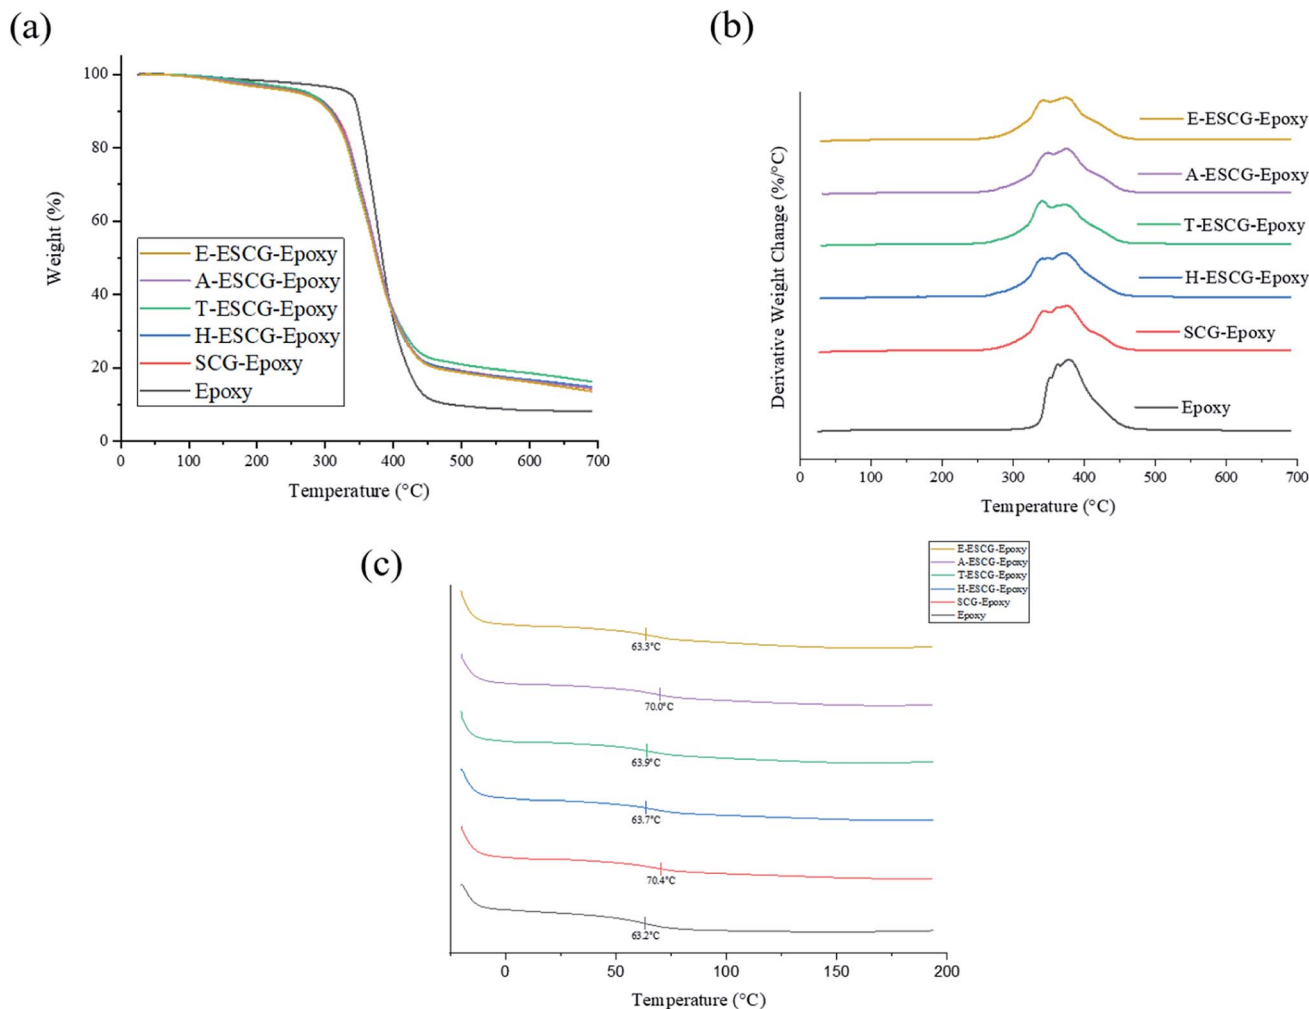 (a)
100
80
60
40
20
0
Weight (%)
E-ESCG-Epoxy
A-ESCG-Epoxy
T-ESCG-Epoxy
H-ESCG-Epoxy
SCG-Epoxy
Epoxy
0 100 200 300 400 500 600 700
Temperature (°C)
(b)
Derivative Weight Change (%/°C)
E-ESCG-Epoxy
A-ESCG-Epoxy
T-ESCG-Epoxy
H-ESCG-Epoxy
SCG-Epoxy
Epoxy
0 100 200 300 400 500 600 700
Temperature (°C)
(c)
E-ESCG-Epoxy
A-ESCG-Epoxy
T-ESCG-Epoxy
H-ESCG-Epoxy
SCG-Epoxy
Epoxy
63.3°C
70.0°C
63.9°C
63.7°C
70.4°C
63.2°C
0 50 100 150 200
Temperature (°C)